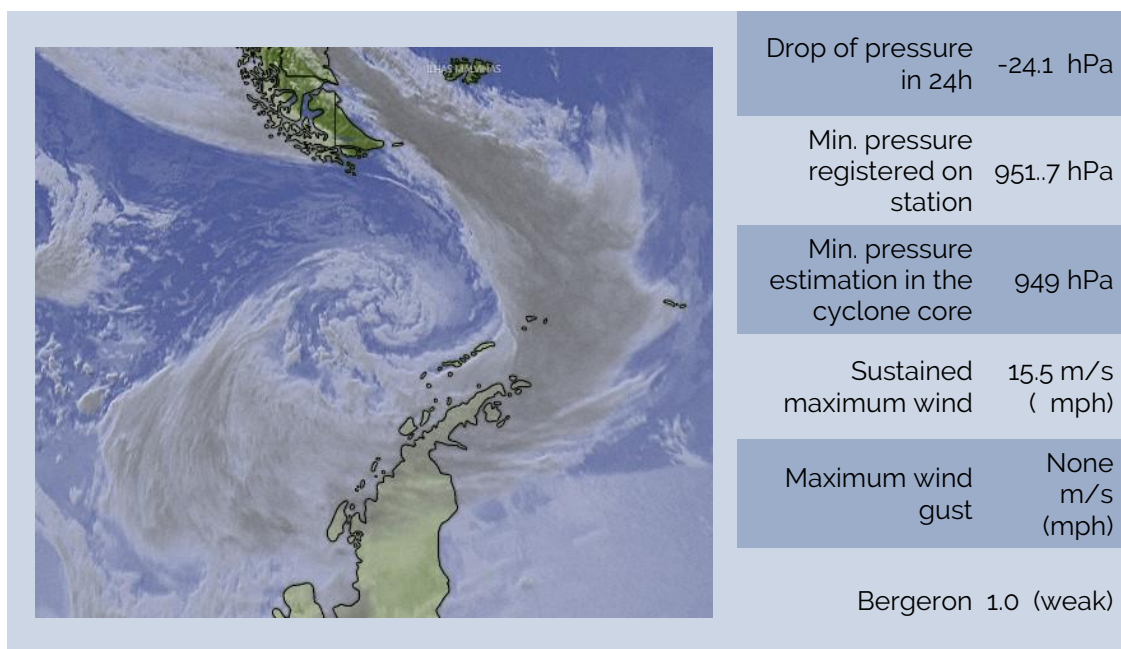 ILHAS MALVINAS
Drop of pressure
in 24h
-24.1 hPa
Min. pressure
registered on
station
951..7 hPa
Min. pressure
estimation in the
cyclone core
949 hPa
Sustained
maximum wind
15.5 m/s
( mph)
Maximum wind
gust
None
m/s
(mph)
Bergeron 1.0 (weak)